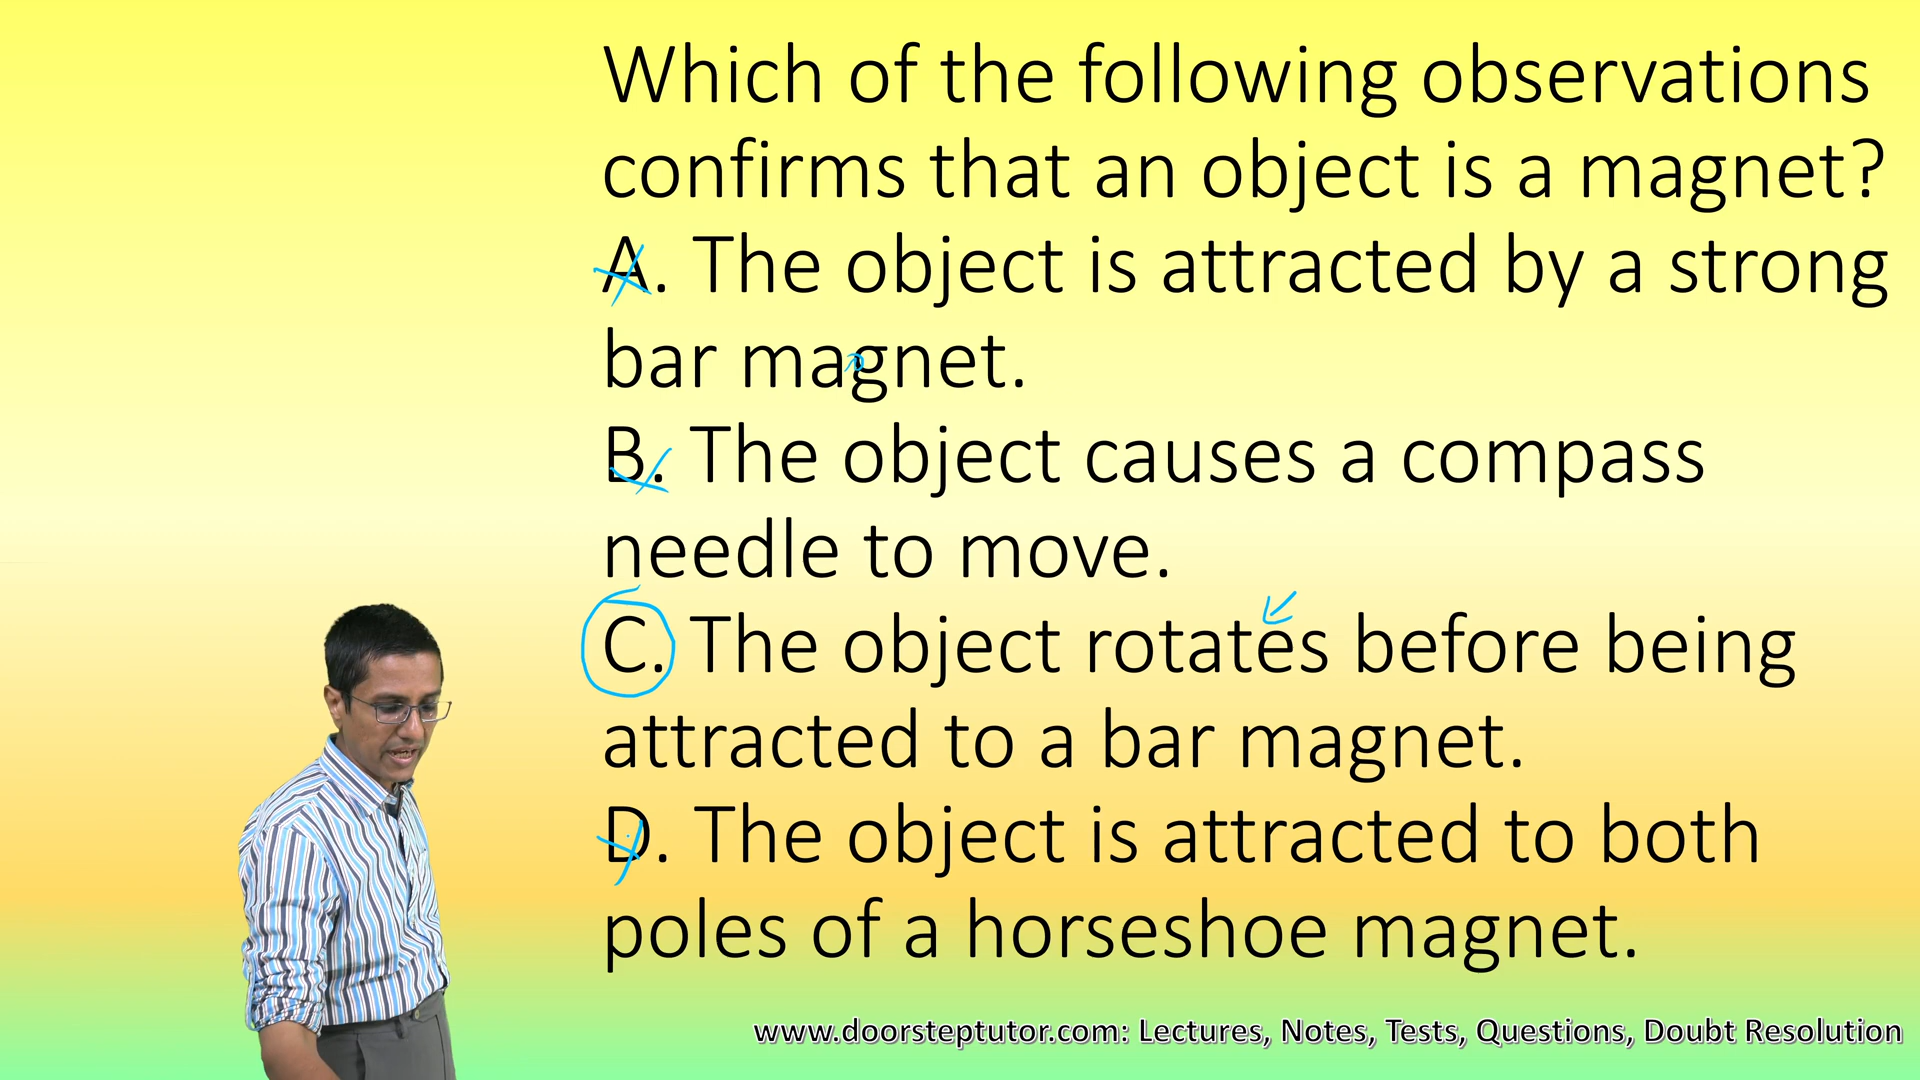 Which of the following observations
confirms that an object is a magnet?
A. The object is attracted by a strong
bar magnet.
B. The object causes a compass
needle to move.
C. The object rotates before being
attracted to a bar magnet.
D. The object is attracted to both
poles of a horseshoe magnet.
www.doorsteptutor.com: Lectures, Notes, Tests, Questions, Doubt Resolution